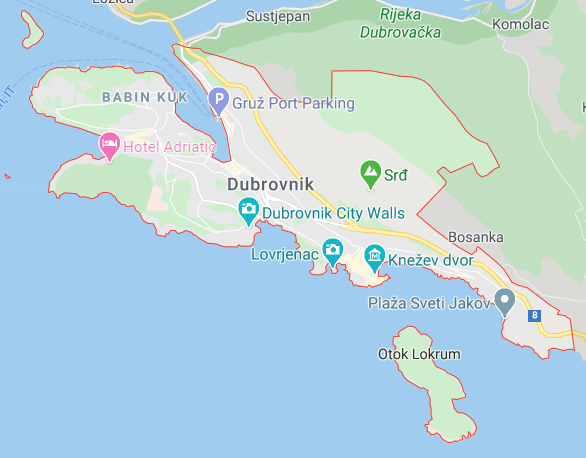 Sustjepan
Rijeka
Dubrovačka
Komolac
BABIN KUK
P
Gruž Port Parking
Hotel Adriatic
Srđ
Dubrovnik
Dubrovnik City Walls
Bosanka
Lovrjenac
Knežev dvor
Plaža Sveti Jakov
8
Otok Lokrum